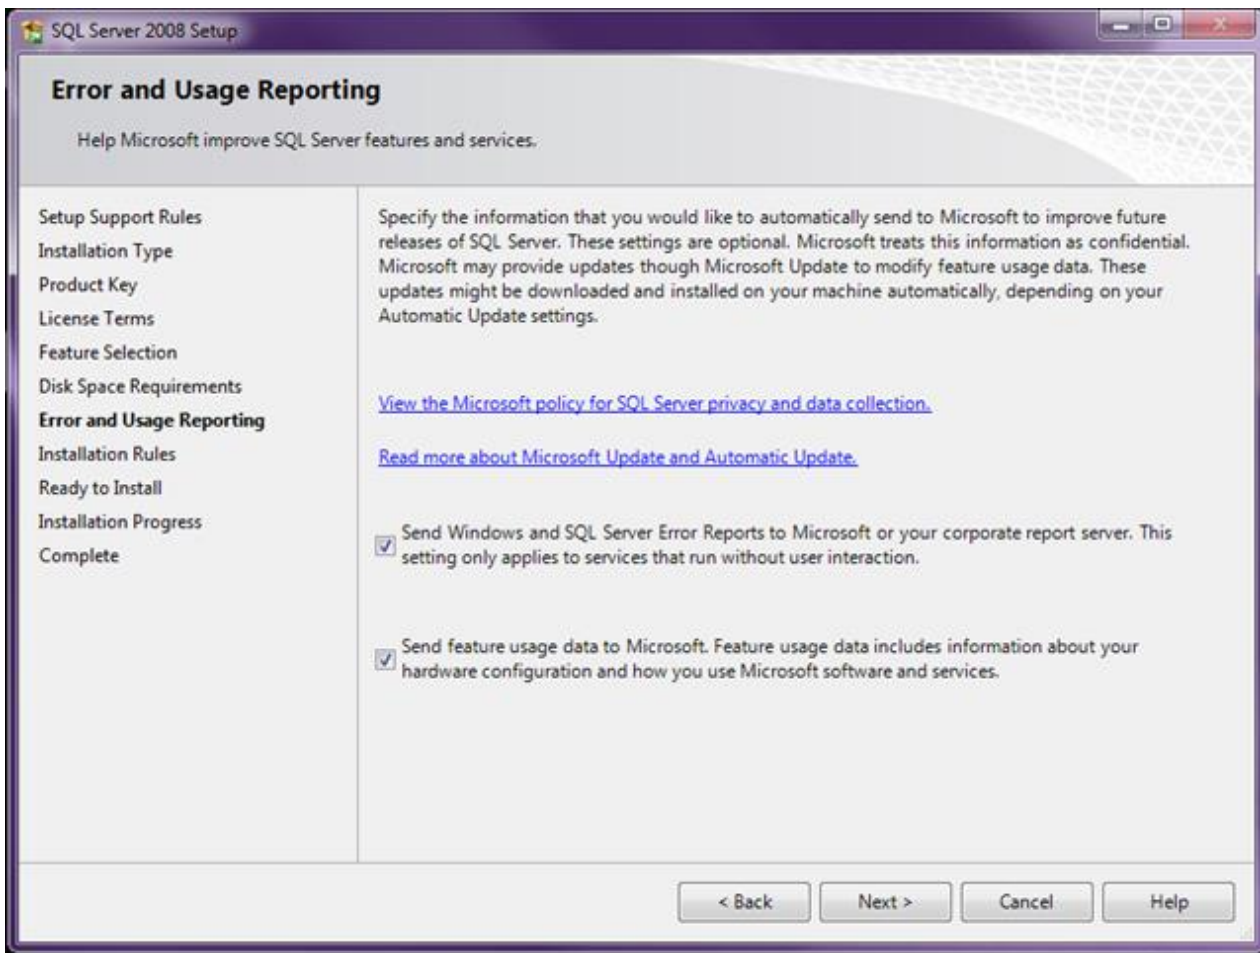 SQL Server 2008 Setup
Error and Usage Reporting
Help Microsoft improve SQL Server features and services.
Setup Support Rules
Installation Type
Product Key
License Terms
Feature Selection
Disk Space Requirements
Error and Usage Reporting
Installation Rules
Ready to Install
Installation Progress
Complete
Specify the information that you would like to automatically send to Microsoft to improve future
releases of SQL Server. These settings are optional. Microsoft treats this information as confidential.
Microsoft may provide updates though Microsoft Update to modify feature usage data. These
updates might be downloaded and installed on your machine automatically, depending on your
Automatic Update settings.
View the Microsoft policy for SQL Server privacy and data collection.
Read more about Microsoft Update and Automatic Update.
Send Windows and SQL Server Error Reports to Microsoft or your corporate report server. This
setting only applies to services that run without user interaction.
Send feature usage data to Microsoft. Feature usage data includes information about your
hardware configuration and how you use Microsoft software and services.
< Back
Next >
Cancel
Help